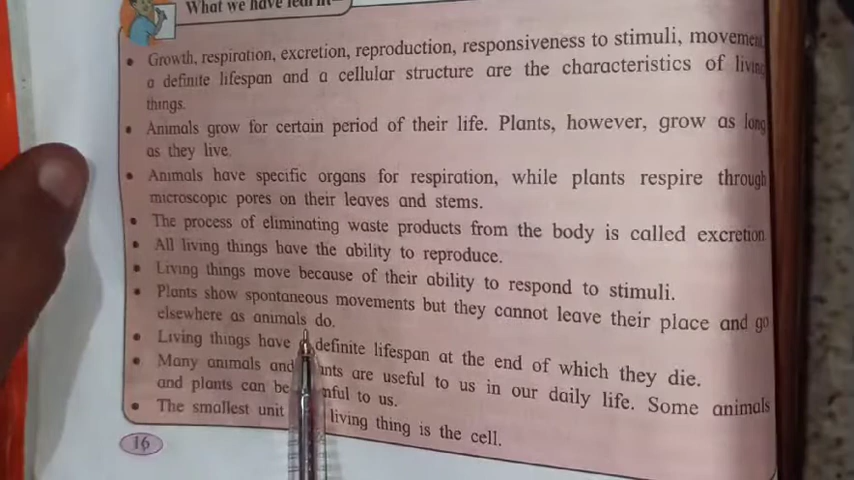 What we have learnt-
• Growth, respiration, excretion, reproduction, responsiveness to stimuli, movement,
a definite lifespan and a cellular structure are the characteristics of living
things.
• Animals grow for certain period of their life. Plants, however, grow as long
as they live.
• Animals have specific organs for respiration, while plants respire through
microscopic pores on their leaves and stems.
• The process of eliminating waste products from the body is called excretion.
• All living things have the ability to reproduce.
• Living things move because of their ability to respond to stimuli.
• Plants show spontaneous movements but they cannot leave their place and go
elsewhere as animals do.
• Living things have definite lifespan at the end of which they die.
• Many animals and plants are useful to us in our daily life. Some animals
and plants can be harmful to us.
• The smallest unit living thing is the cell.
16